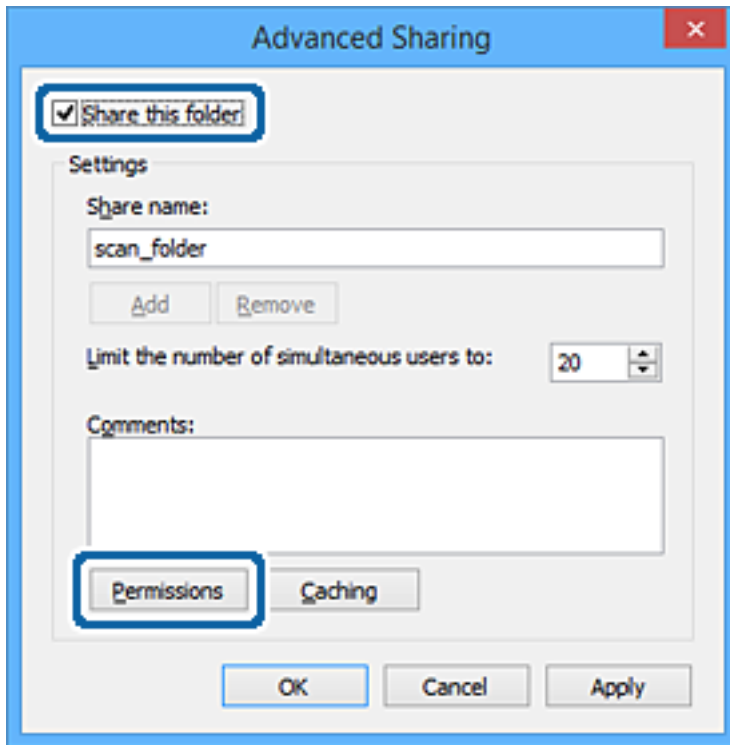 Advanced Sharing
Share this folder
Settings
Share name:
scan_folder
Add Remove
Limit the number of simultaneous users to: 20
Comments:
Permissions Caching
OK Cancel Apply